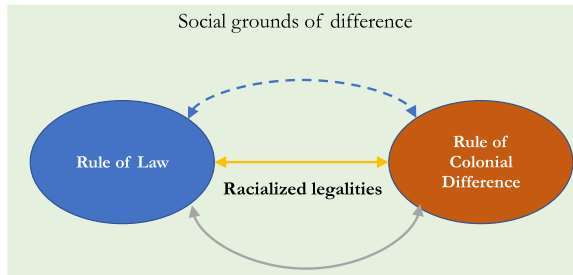 Social grounds of difference
Rule of Law
Rule of
Colonial
Difference
Racialized legalities